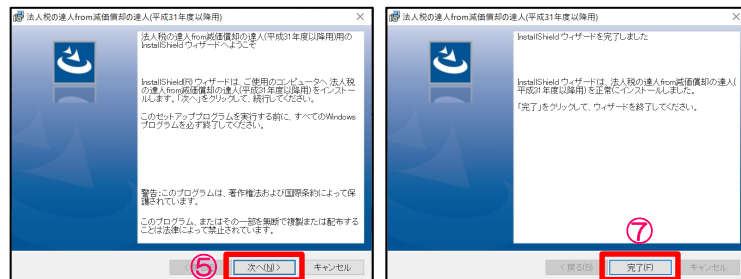 法人税の達人from減価償却の達人(平成31年度以降用)
法人税の達人from減価償却の達人(平成31年度以降用)用の
InstallShield ウィザードへようこそ
InstallShield(R) ウィザードは、ご使用のコンピュータへ 法人税
の達人from減価償却の達人(平成31年度以降用) をインストー
ルします。「次へ」をクリックして、続行してください。
このセットアッププログラムを実行する前に、すべてのWindows
プログラムを必ず終了してください。
警告:このプログラムは、著作権法および国際条約によって保
護されています。
このプログラム、またはその一部を無断で複製または配布する
ことは法律によって禁止されています。
⑤
次へ(N) >
キャンセル
法人税の達人from減価償却の達人(平成31年度以降用)
InstallShield ウィザードを完了しました
InstallShield ウィザードは、法人税の達人from減価償却の達人(
平成31年度以降用) を正常にインストールしました。
「完了」をクリックして、ウィザードを終了してください。
⑦
< 戻る(B)
完了(F)
キャンセル